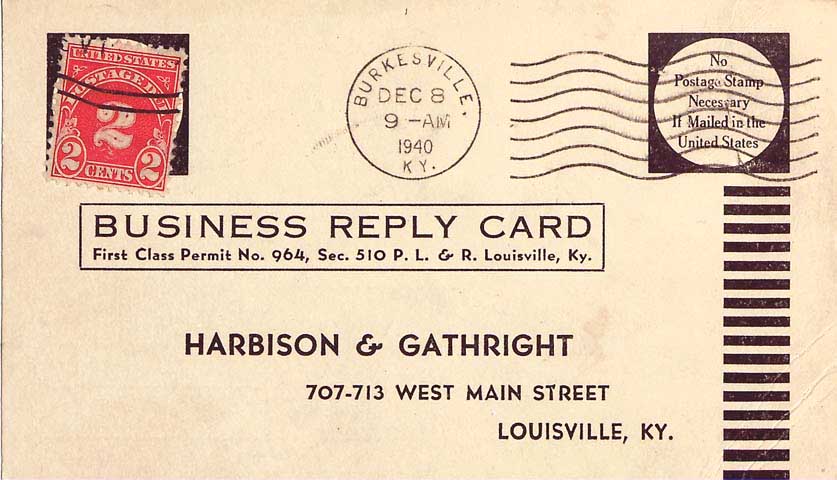 UNITED STATES
POSTAGE DUE
2
2 CENTS 2
BURKESVILLE.
DEC 8
9 -AM
1940
KY.
No
Postage Stamp
Necessary
If Mailed in the
United States
BUSINESS REPLY CARD
First Class Permit No. 964, Sec. 510 P. L. & R. Louisville, Ky.
HARBISON & GATHRIGHT
707-713 WEST MAIN STREET
LOUISVILLE, KY.